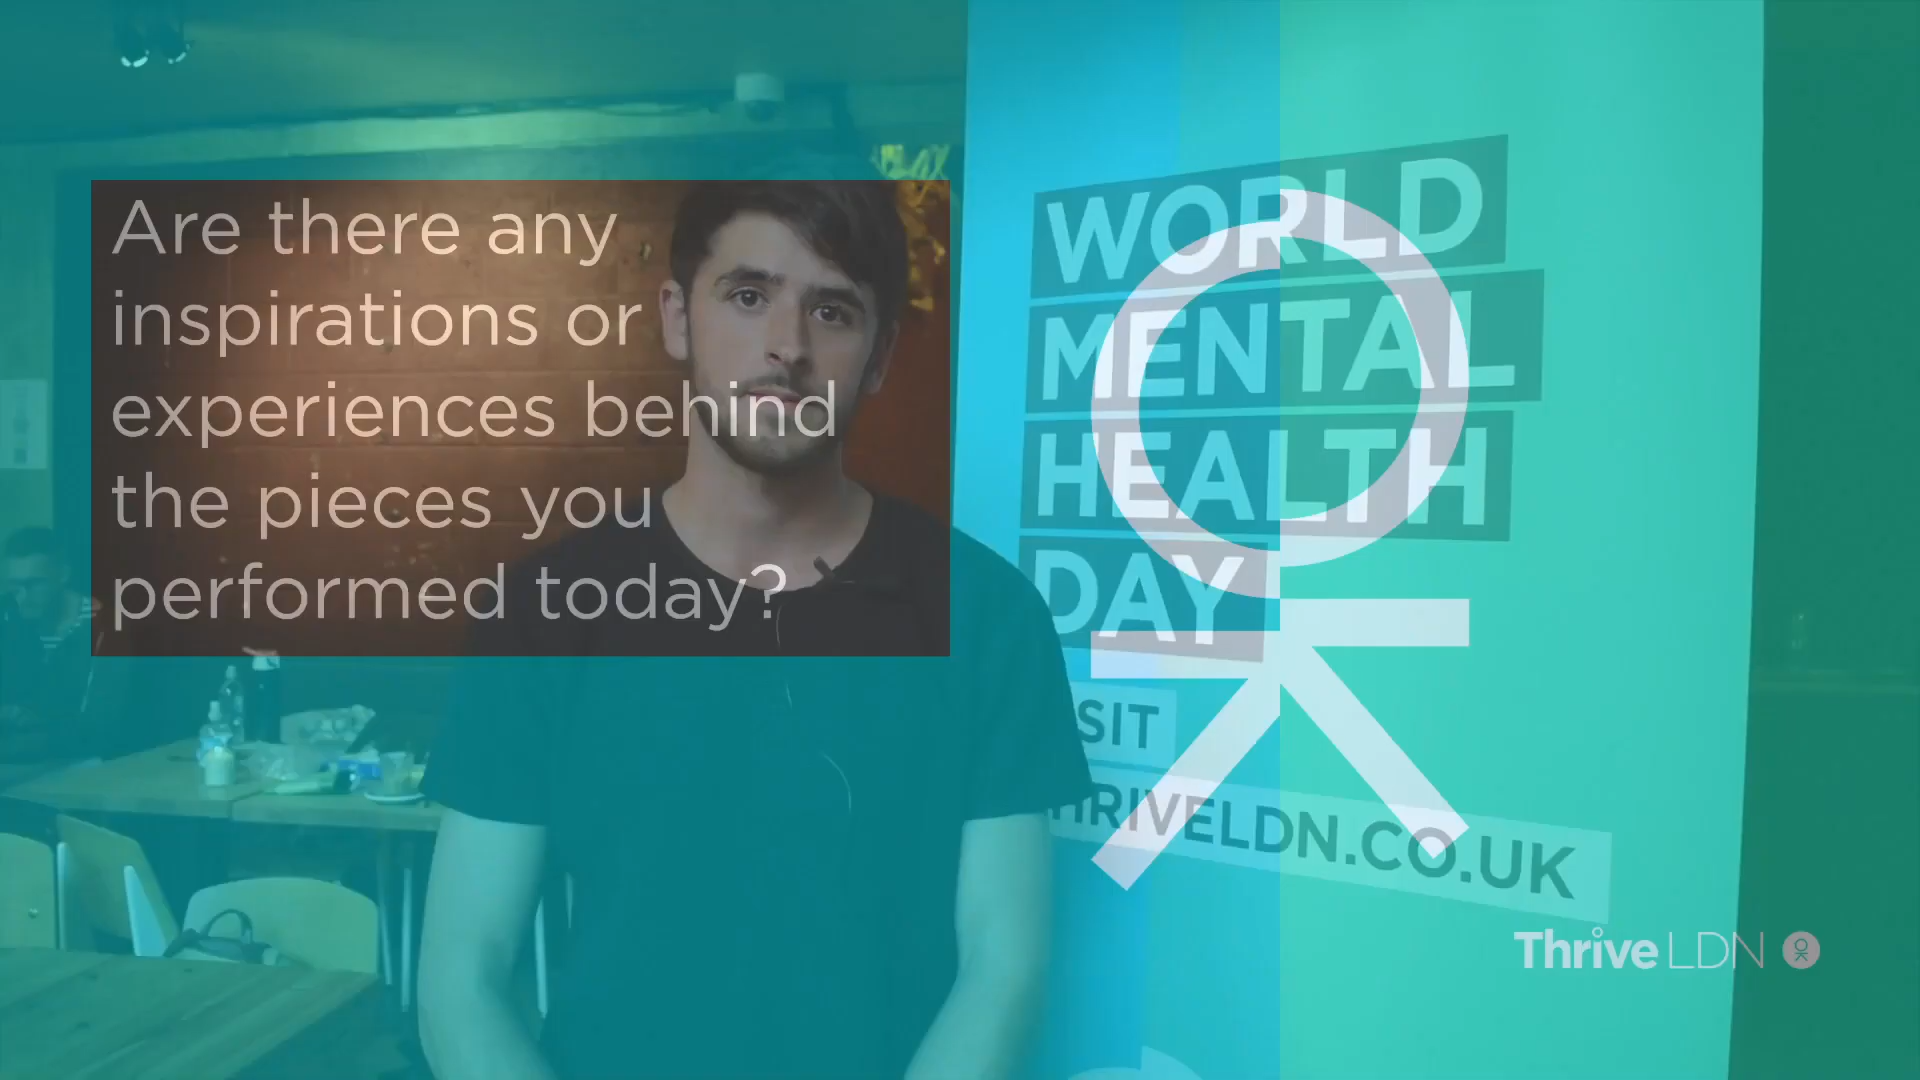 Are there any
inspirations or
experiences behind
the pieces you
performed today?
WORLD
MENTAL
HEALTH
DAY
SIT
HRIVELDN.CO.UK
Thrive LDN